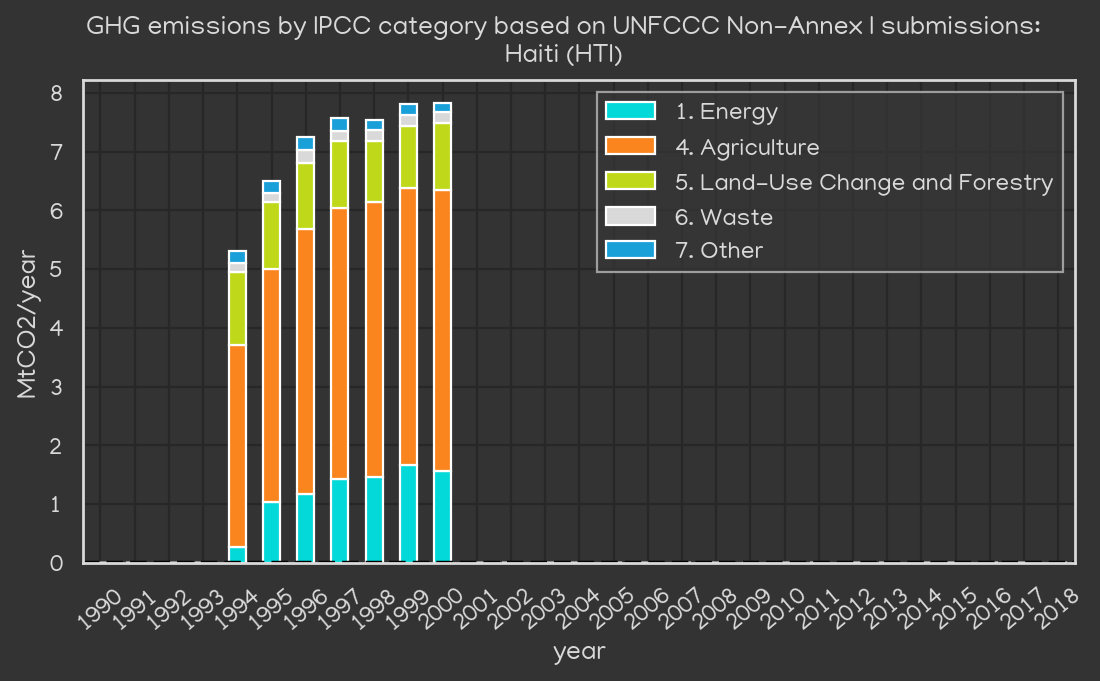 GHG emissions by IPCC category based on UNFCCC Non-Annex I submissions:
Haiti (HTI)
MtCO2/year
8
7
6
5
4
3
2
1
0
1. Energy
4. Agriculture
5. Land-Use Change and Forestry
6. Waste
7. Other
1990 1991 1992 1993 1994 1995 1996 1997 1998 1999 2000 2001 2002 2003 2004 2005 2006 2007 2008 2009 2010 2011 2012 2013 2014 2015 2016 2017 2018
year